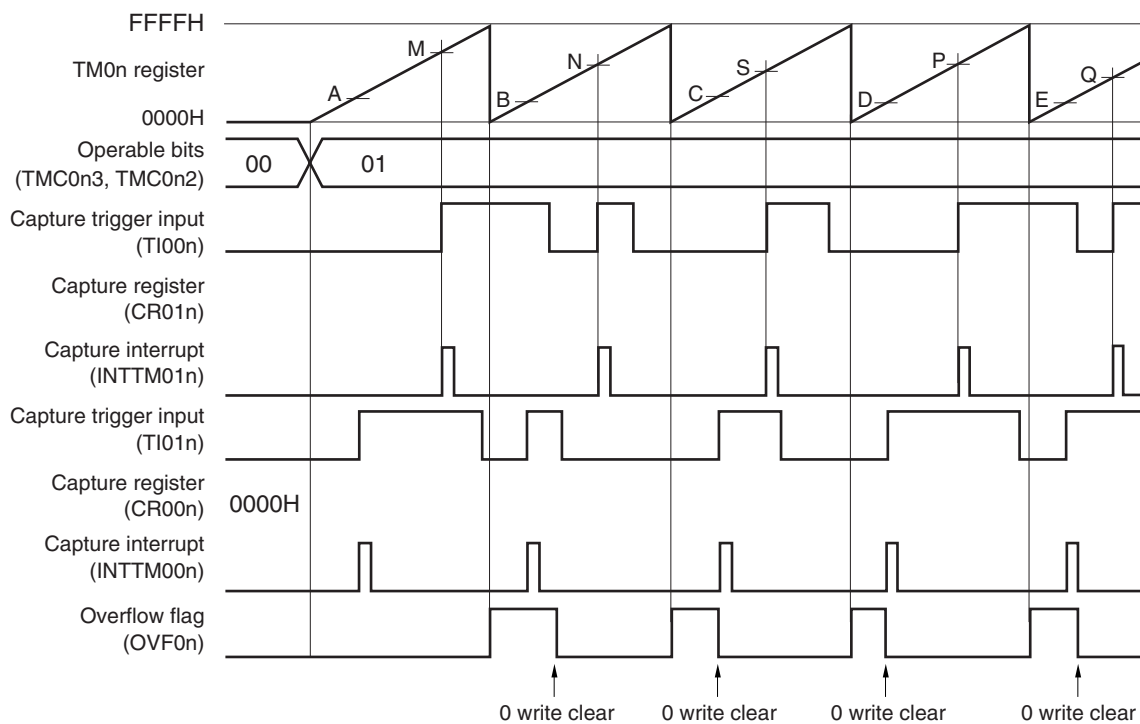 FFFFH
TM0n register
0000H
A M B N C S D P E Q
Operable bits
(TMC0n3, TMC0n2)
00 01
Capture trigger input
(TI00n)
Capture register
(CR01n)
Capture interrupt
(INTTM01n)
Capture trigger input
(TI01n)
Capture register
(CR00n)
0000H
Capture interrupt
(INTTM00n)
Overflow flag
(OVF0n)
0 write clear 0 write clear 0 write clear 0 write clear